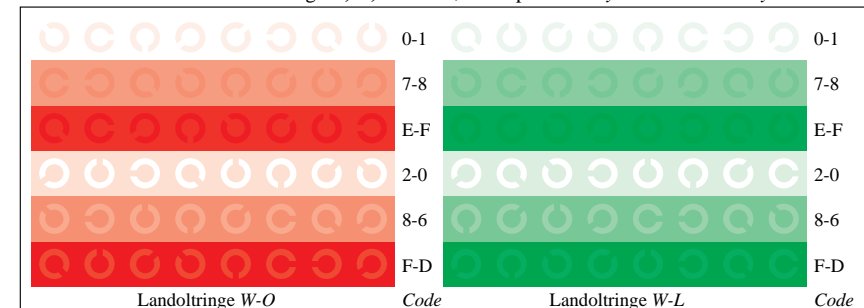 0-1 0-1
7-8 7-8
E-F E-F
2-0 2-0
8-6 8-6
F-D F-D
Landoltringe W-O Code Landoltringe W-L Code